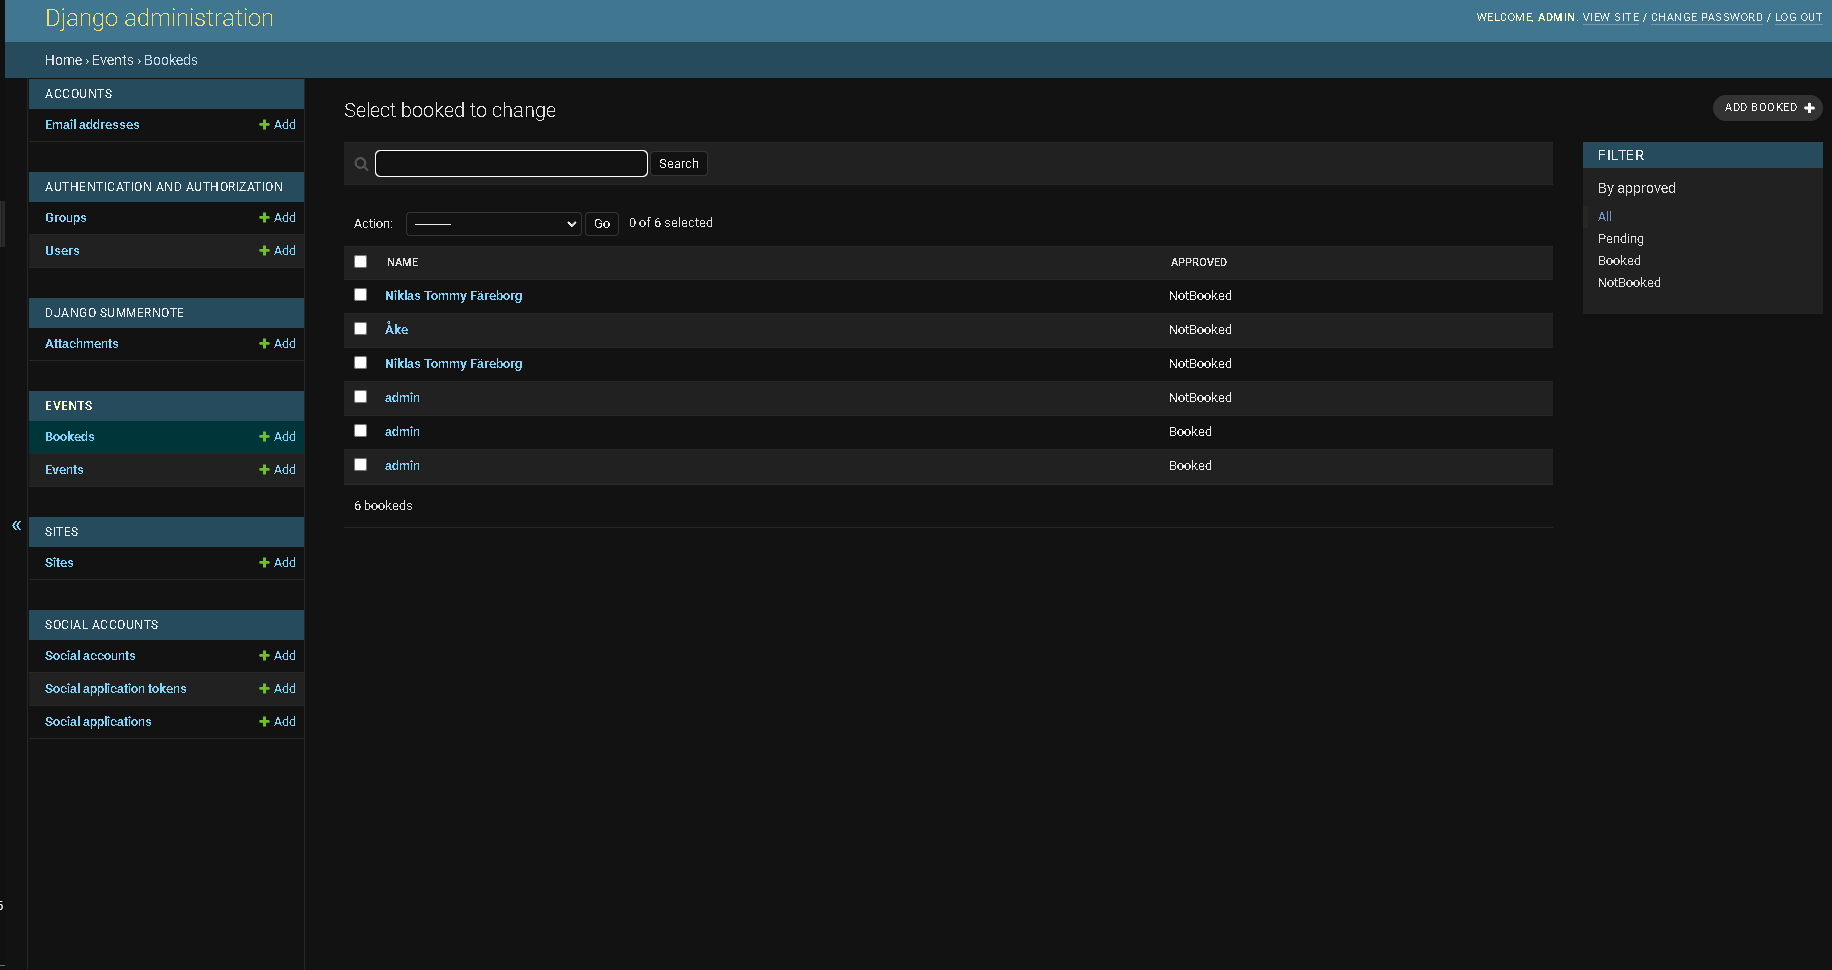 Django administration
WELCOME, ADMIN. VIEW SITE / CHANGE PASSWORD / LOG OUT
Home › Events › Bookeds
ACCOUNTS
Email addresses + Add
AUTHENTICATION AND AUTHORIZATION
Groups + Add
Users + Add
DJANGO SUMMERNOTE
Attachments + Add
EVENTS
Bookeds + Add
Events + Add
«
SITES
Sites + Add
SOCIAL ACCOUNTS
Social accounts + Add
Social application tokens + Add
Social applications + Add
Select booked to change
ADD BOOKED +
Search
Action: --------- Go 0 of 6 selected
NAME APPROVED
Niklas Tommy Färeborg NotBooked
Åke NotBooked
Niklas Tommy Färeborg NotBooked
admin NotBooked
admin Booked
admin Booked
6 bookeds
FILTER
By approved
All
Pending
Booked
NotBooked